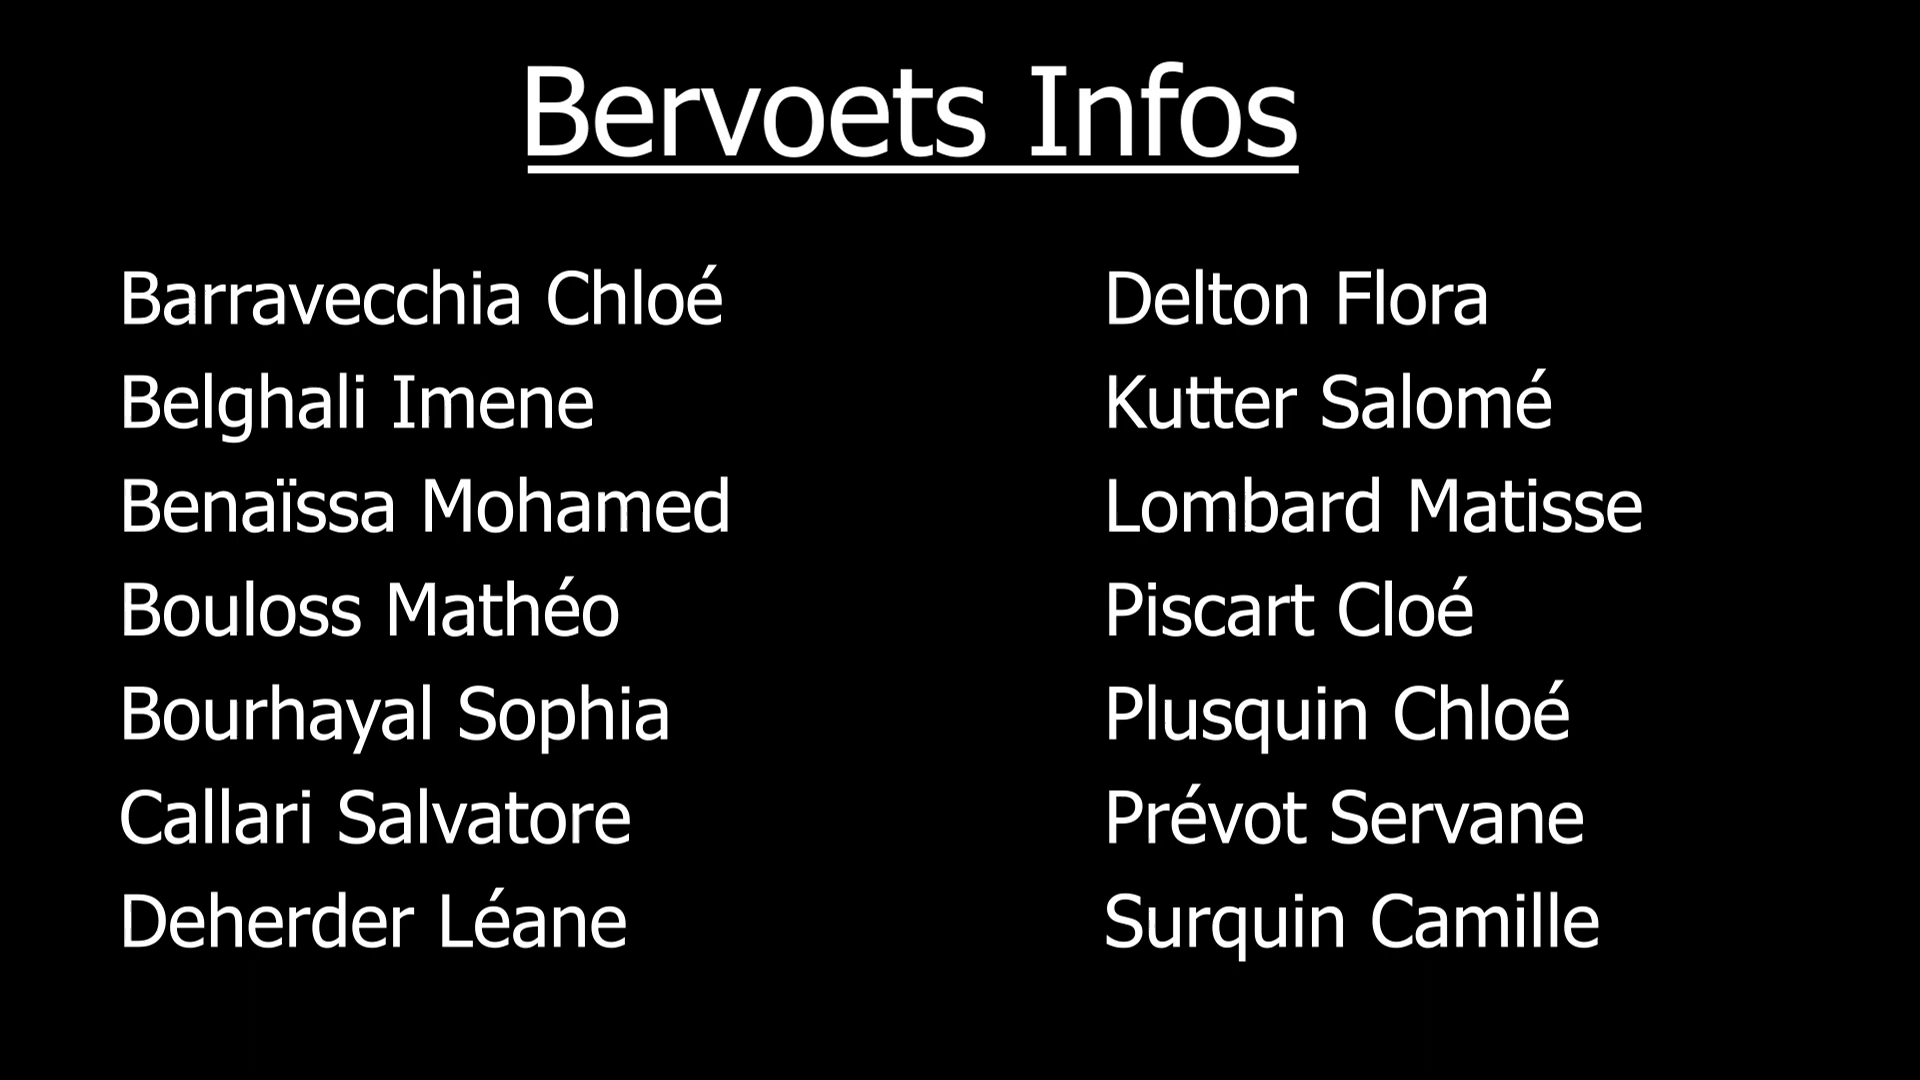 Bervoets Infos
Barravecchia Chloé
Belghali Imene
Benaïssa Mohamed
Bouloss Mathéo
Bourhayal Sophia
Callari Salvatore
Deherder Léane
Delton Flora
Kutter Salomé
Lombard Matisse
Piscart Cloé
Plusquin Chloé
Prévot Servane
Surquin Camille